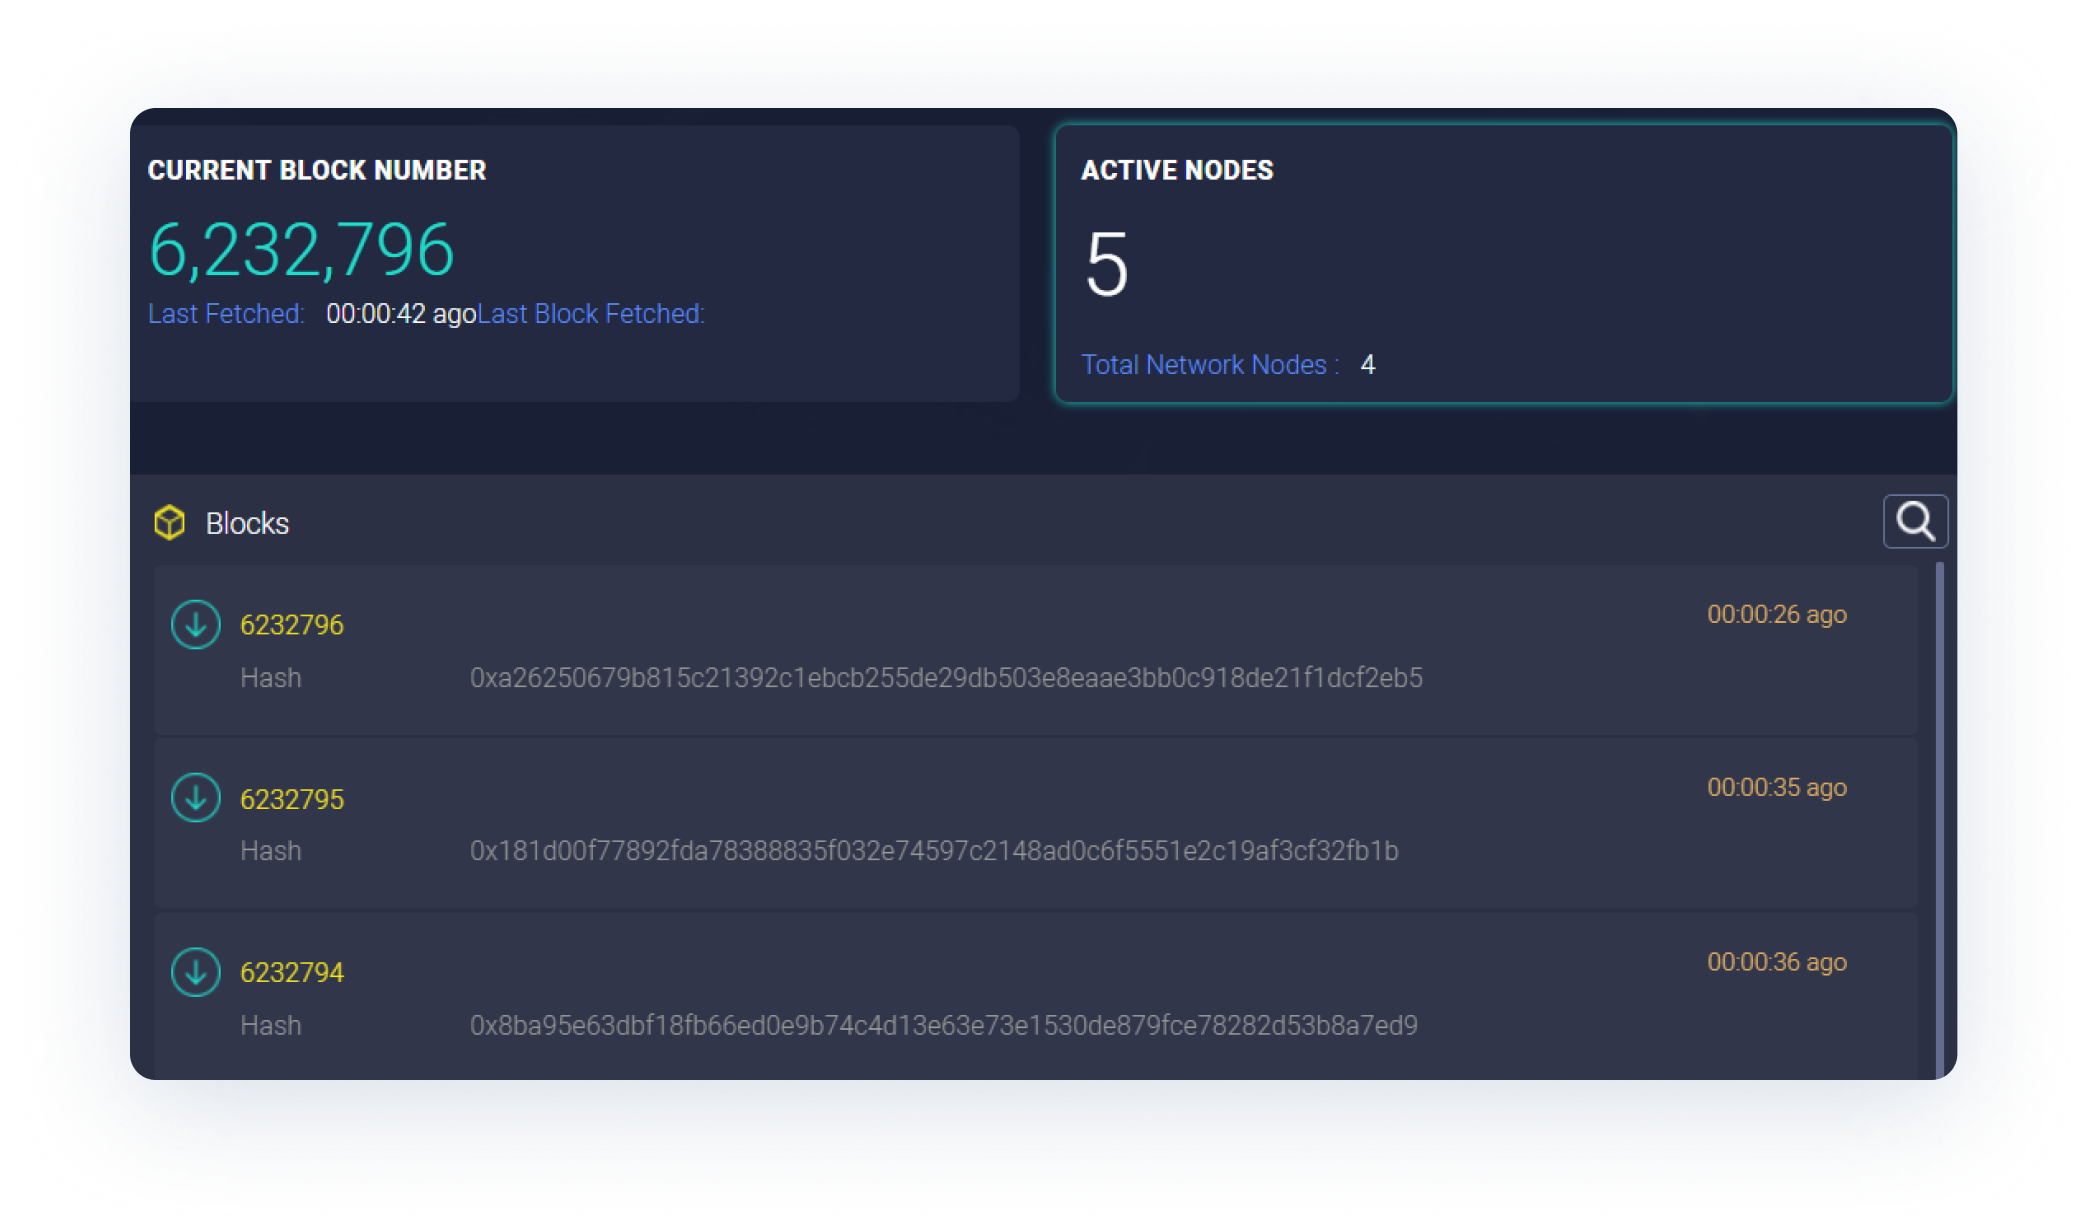 CURRENT BLOCK NUMBER
6,232,796
Last Fetched: 00:00:42 agoLast Block Fetched:
ACTIVE NODES
5
Total Network Nodes : 4
Blocks
6232796
00:00:26 ago
Hash 0xa26250679b815c21392c1ebcb255de29db503e8eaae3bb0c918de21f1dcf2eb5
6232795
00:00:35 ago
Hash 0x181d00f77892fda78388835f032e74597c2148ad0c6f5551e2c19af3cf32fb1b
6232794
00:00:36 ago
Hash 0x8ba95e63dbf18fb66ed0e9b74c4d13e63e73e1530de879fce78282d53b8a7ed9